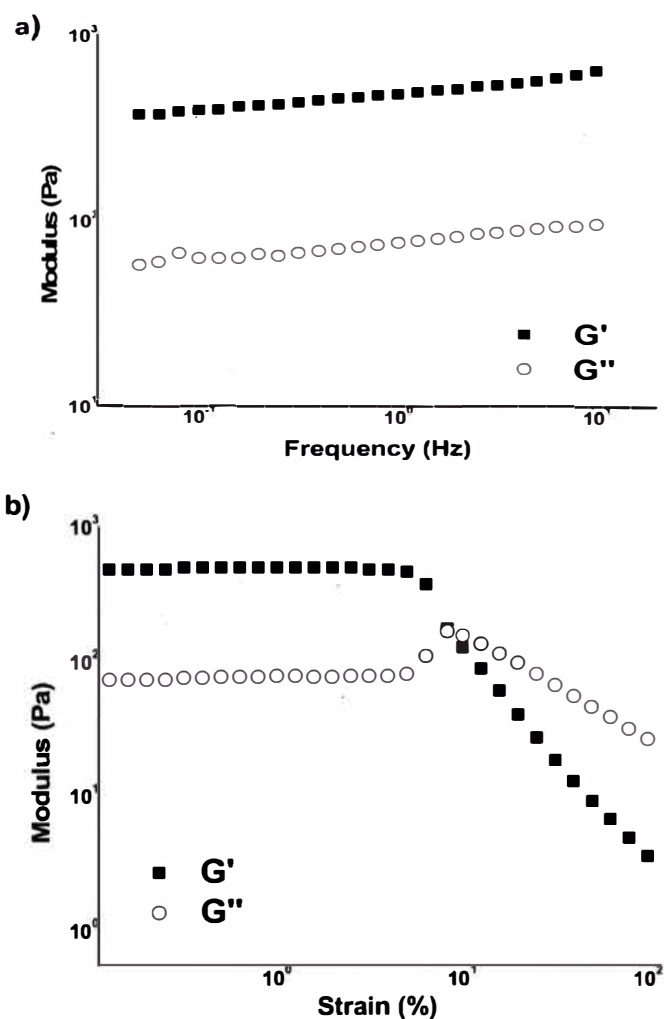 a)
10³
Modulus (Pa)
10²
G'
G"
10¹
10⁻¹
10⁰
10¹
Frequency (Hz)
b)
10³
10²
Modulus (Pa)
10¹
G'
G"
10⁰
10⁰
10¹
10²
Strain (%)